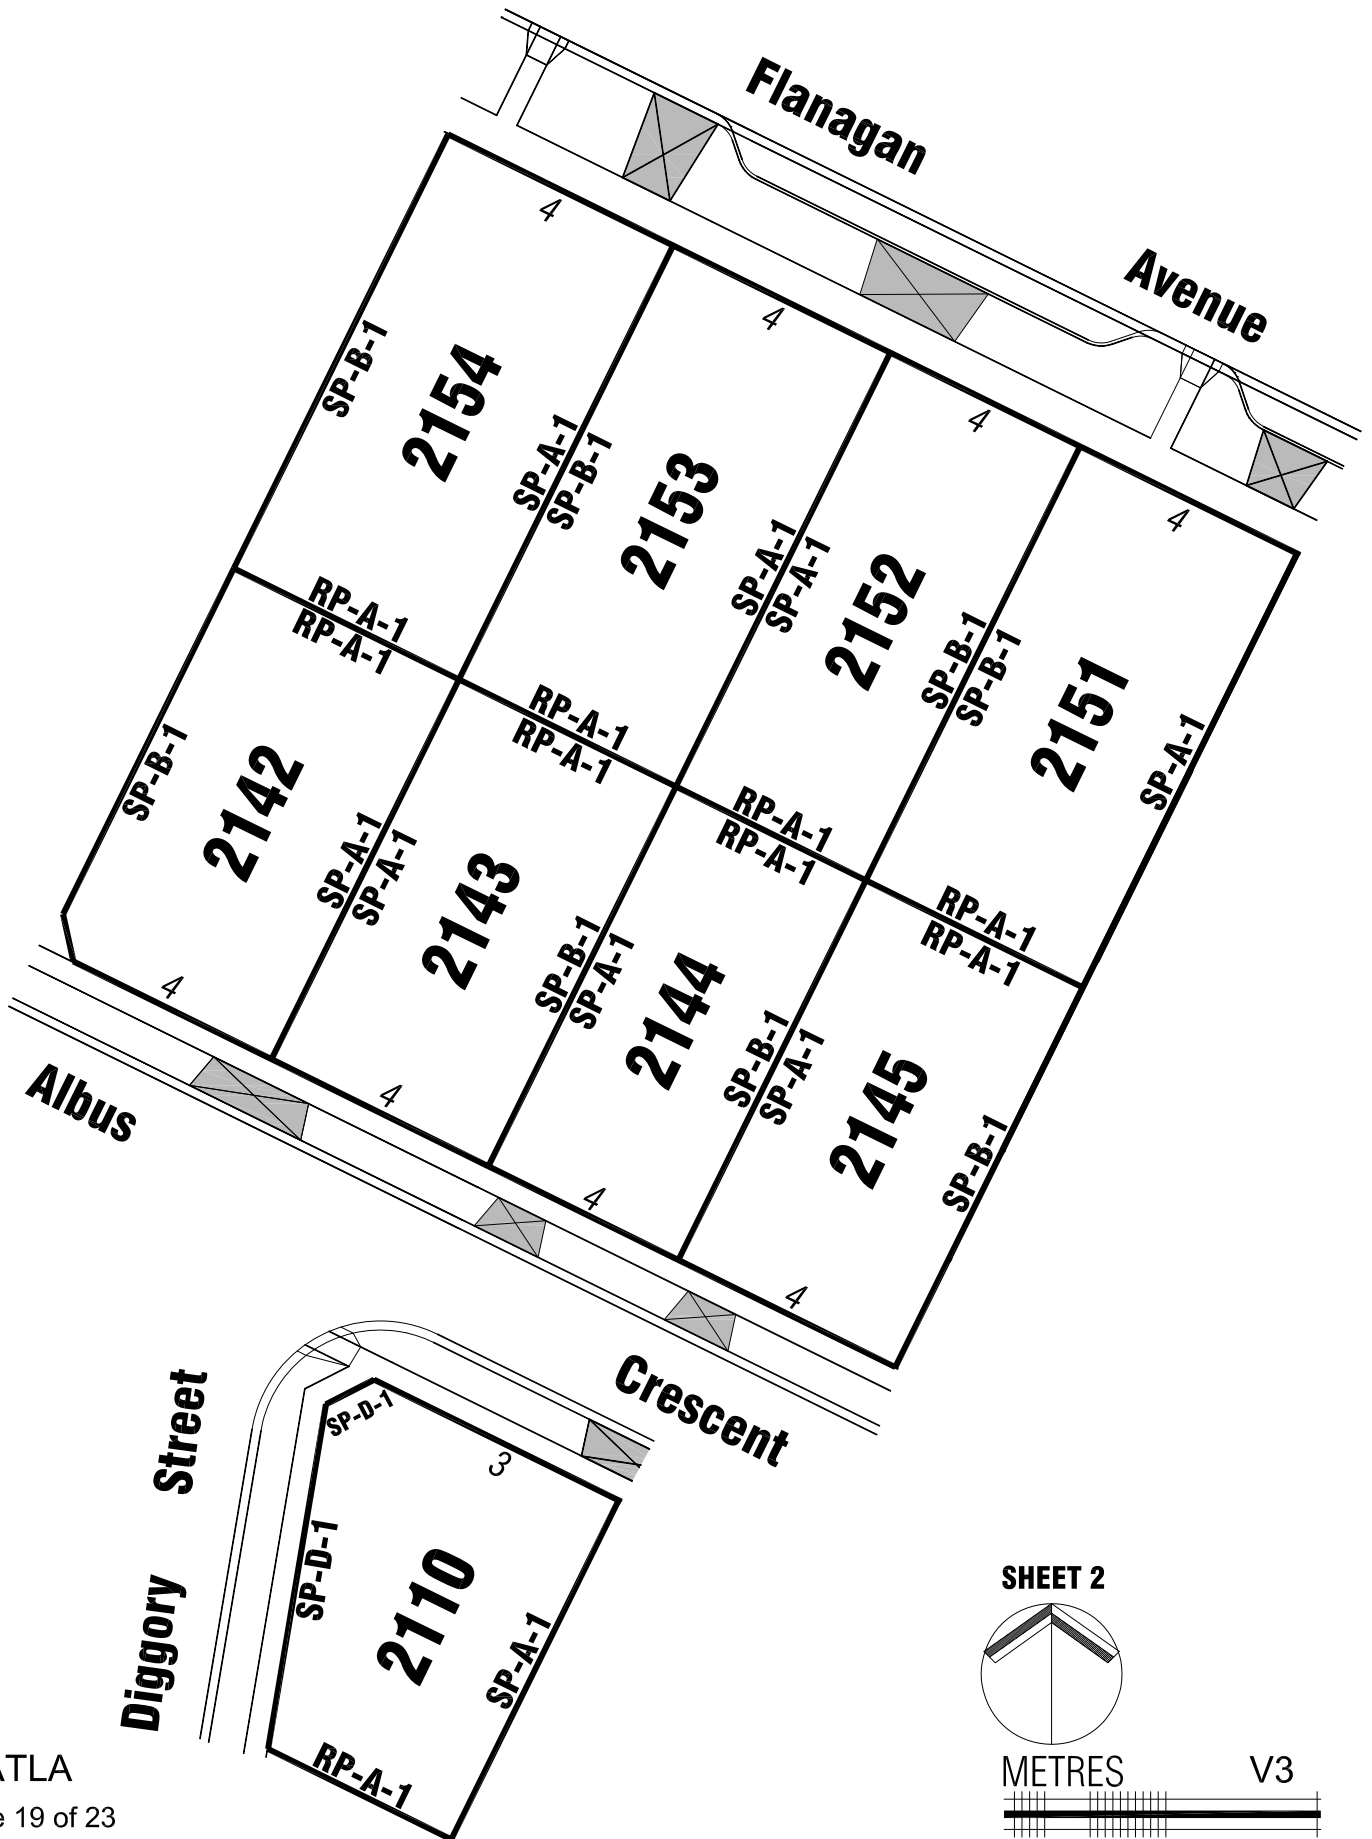 Flanagan
Avenue
4
4
4
4
SP-B-1
2154
SP-A-1
SP-B-1
2153
SP-A-1
SP-A-1
2152
SP-B-1
SP-B-1
2151
SP-A-1
RP-A-1
RP-A-1
RP-A-1
RP-A-1
RP-A-1
RP-A-1
RP-A-1
RP-A-1
SP-B-1
2142
SP-A-1
SP-A-1
2143
SP-B-1
SP-A-1
2144
SP-B-1
SP-A-1
2145
SP-B-1
4
4
4
4
Albus
Crescent
Diggory Street
SP-D-1
3
SP-D-1
2110
SP-A-1
RP-A-1
SHEET 2
METRES V3
ATLA
e 19 of 23